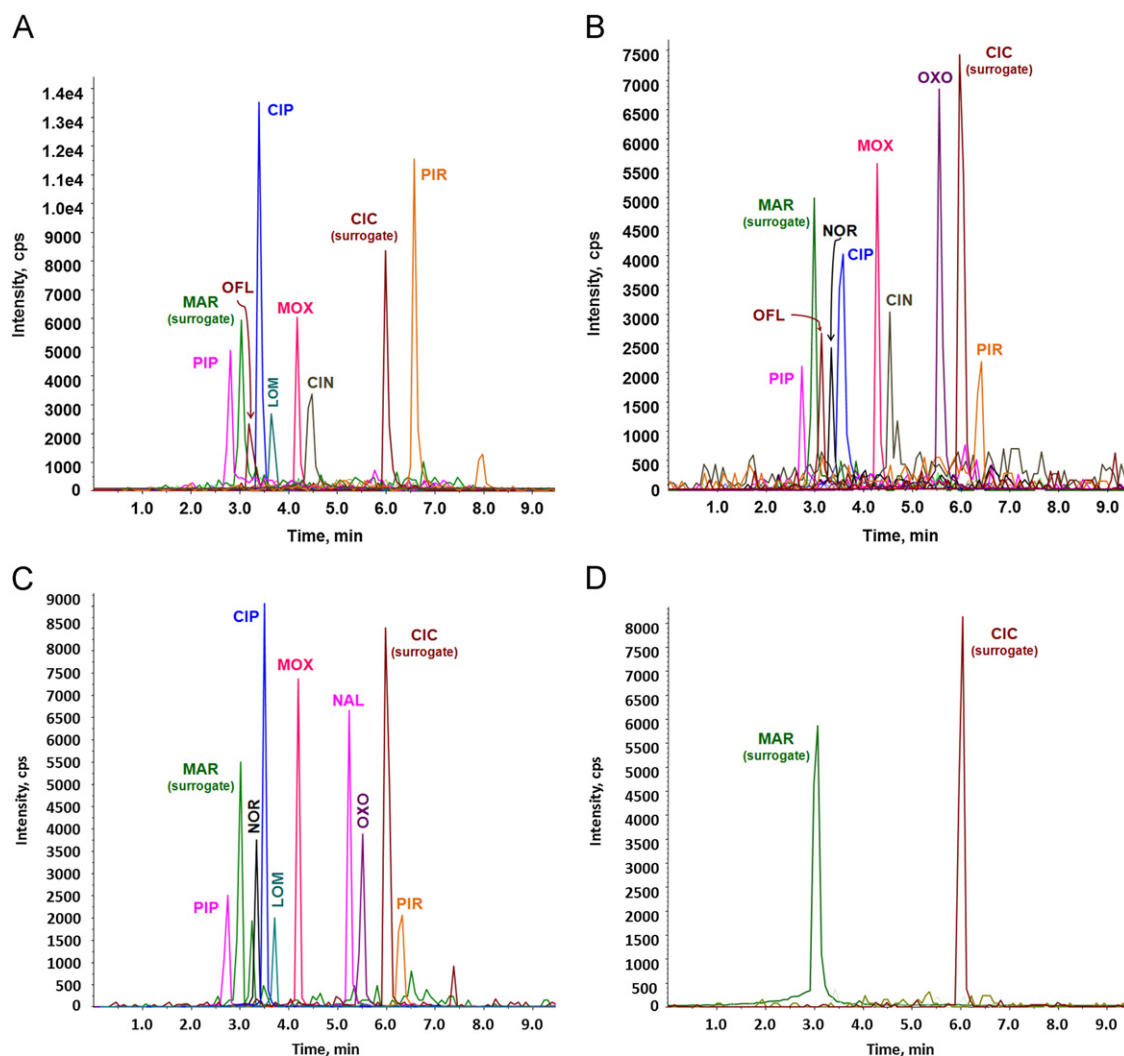 A
Intensity, cps
1.4e4
1.3e4
1.2e4
1.1e4
1.0e4
9000
8000
7000
6000
5000
4000
3000
2000
1000
0
CIP
PIR
CIC
(surrogate)
OFL
MAR
(surrogate)
MOX
PIP
LOM
CIN
1.0 2.0 3.0 4.0 5.0 6.0 7.0 8.0 9.0
Time, min
B
Intensity, cps
7500
7000
6500
6000
5500
5000
4500
4000
3500
3000
2500
2000
1500
1000
500
0
CIC
(surrogate)
OXO
MOX
MAR
(surrogate)
NOR
CIP
OFL
CIN
PIP
PIR
1.0 2.0 3.0 4.0 5.0 6.0 7.0 8.0 9.0
Time, min
C
Intensity, cps
9000
8500
8000
7500
7000
6500
6000
5500
5000
4500
4000
3500
3000
2500
2000
1500
1000
500
0
CIP
CIC
(surrogate)
MOX
NAL
MAR
(surrogate)
NOR
OXO
LOM
PIP
PIR
1.0 2.0 3.0 4.0 5.0 6.0 7.0 8.0 9.0
Time, min
D
Intensity, cps
8000
7500
7000
6500
6000
5500
5000
4500
4000
3500
3000
2500
2000
1500
1000
500
0
CIC
(surrogate)
MAR
(surrogate)
1.0 2.0 3.0 4.0 5.0 6.0 7.0 8.0 9.0
Time, min